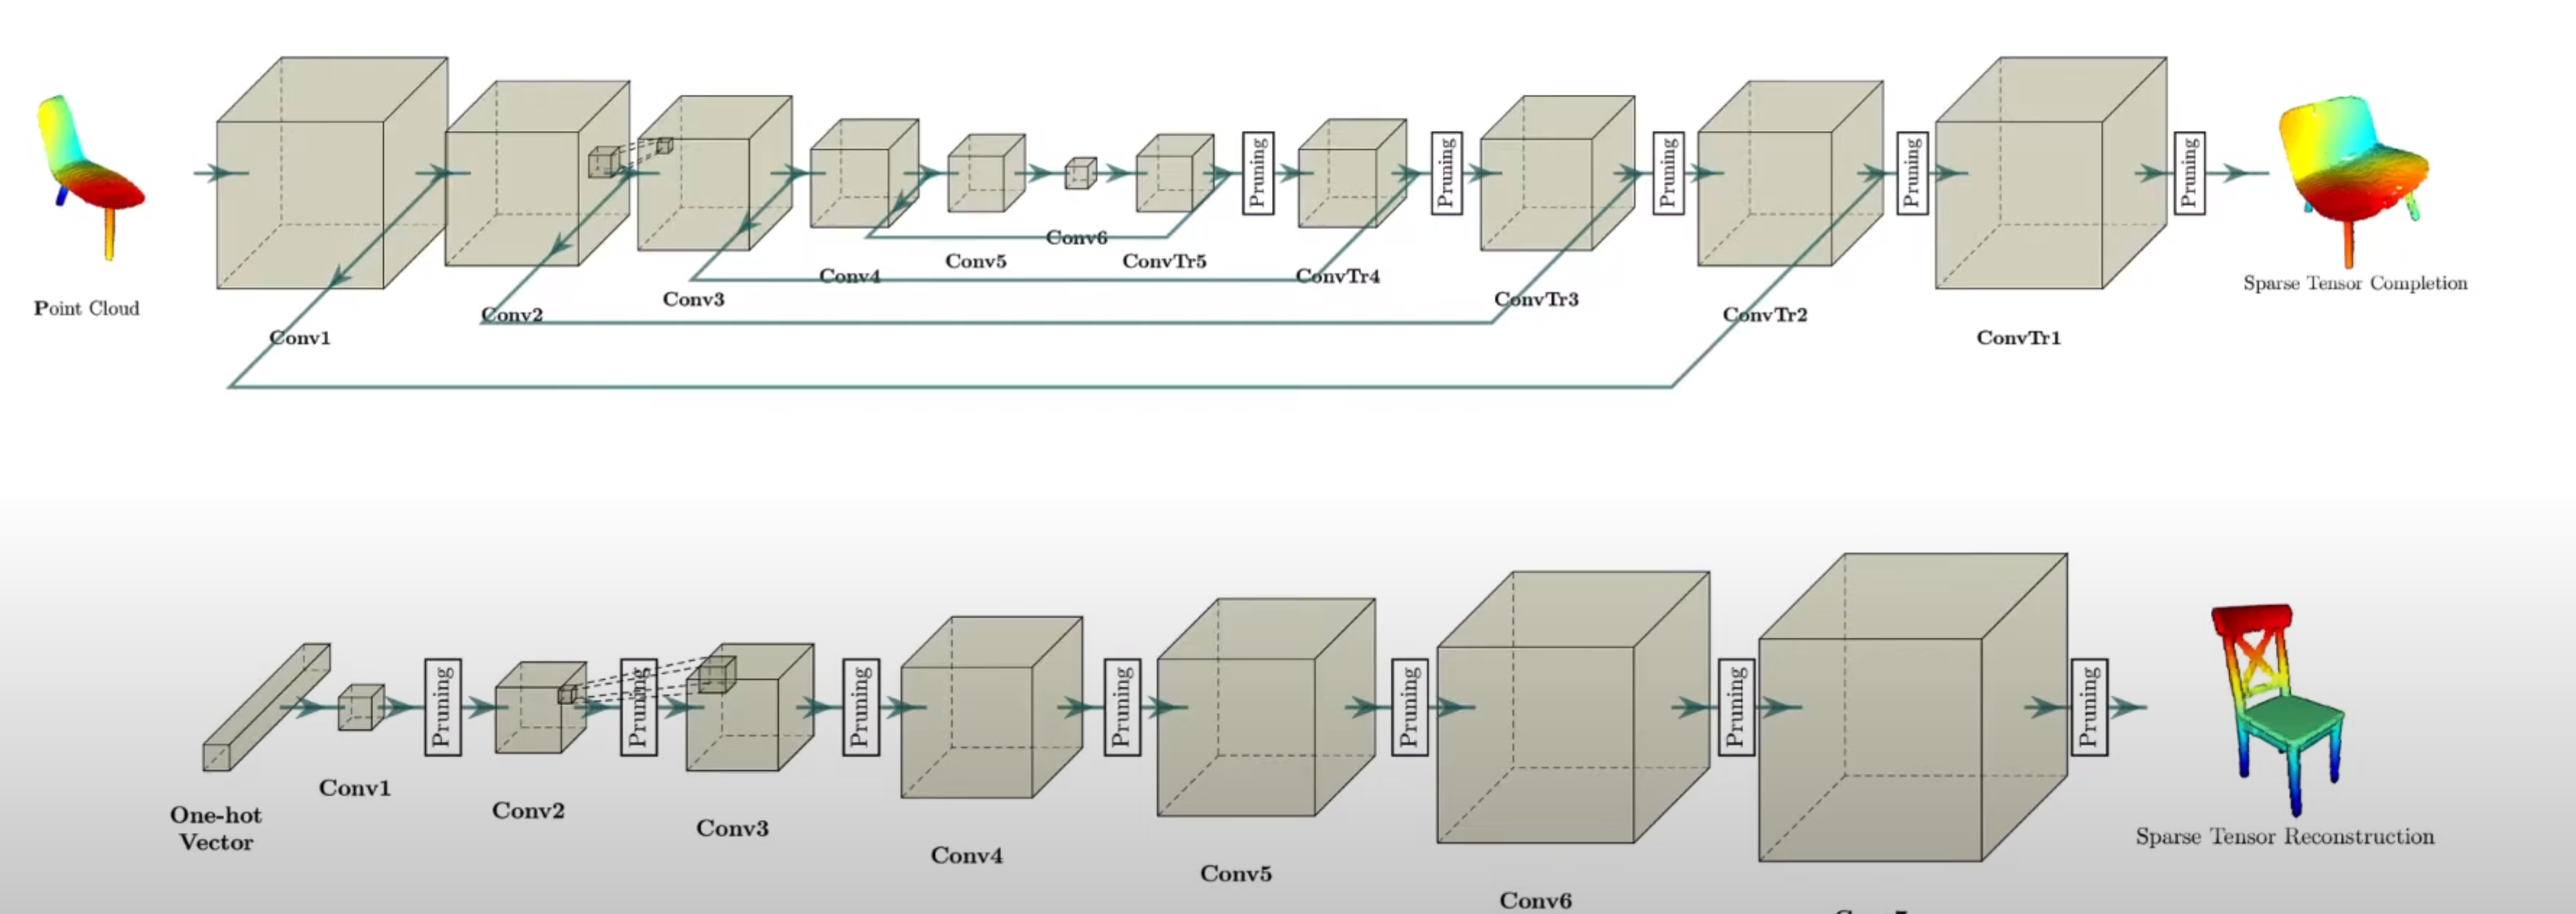 Pruning
Pruning
Pruning
Pruning
Pruning
Point Cloud
Conv1
Conv2
Conv3
Conv4
Conv5
Conv6
ConvTr5
ConvTr4
ConvTr3
ConvTr2
ConvTr1
Sparse Tensor Completion
Pruning
Pruning
Pruning
Pruning
Pruning
Pruning
Pruning
One-hot
Vector
Conv1
Conv2
Conv3
Conv4
Conv5
Conv6
Sparse Tensor Reconstruction